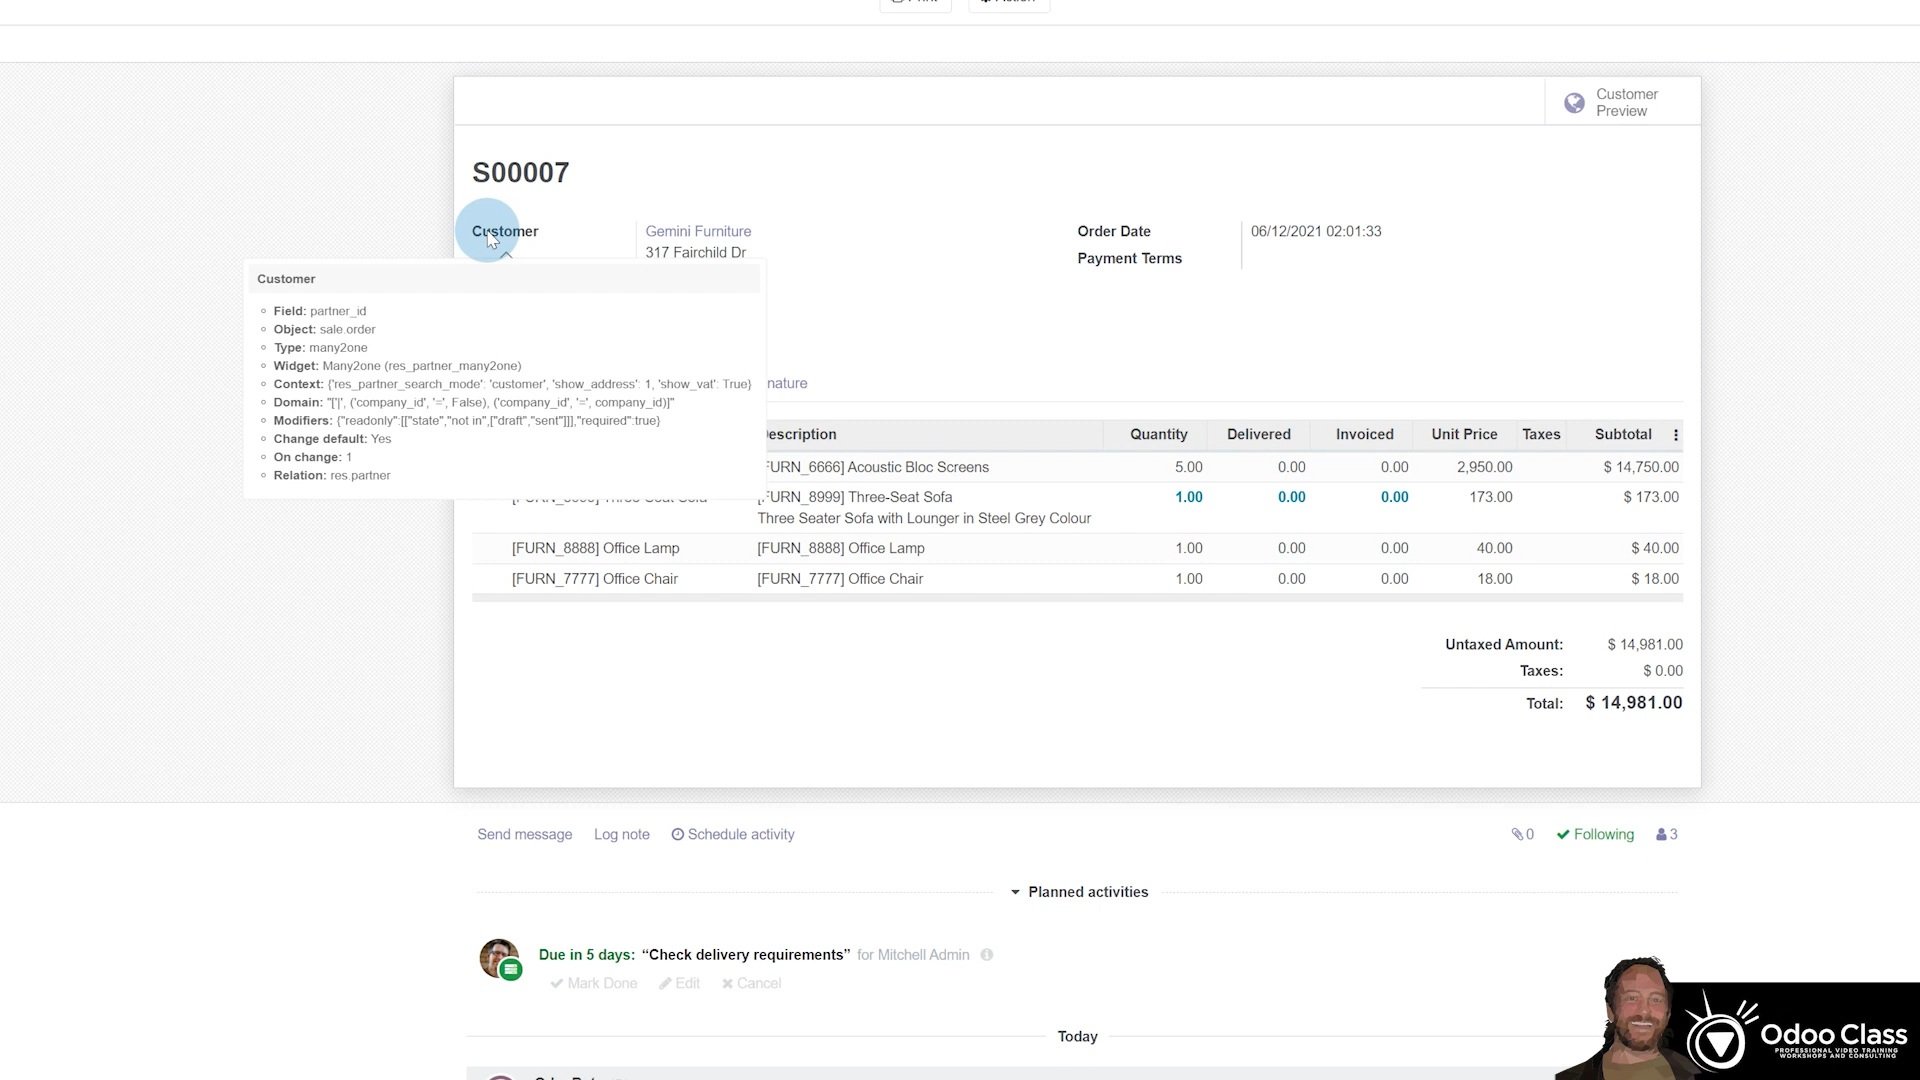 Customer
Preview
S00007
Customer
Gemini Furniture
317 Fairchild Dr
Order Date
06/12/2021 02:01:33
Payment Terms
Customer
Field: partner_id
Object: sale.order
Type: many2one
Widget: Many2one (res_partner_many2one)
Context: {'res_partner_search_mode': 'customer', 'show_address': 1, 'show_vat': True}
Domain: "['|', ('company_id', '=', False), ('company_id', '=', company_id)]"
Modifiers: {"readonly":[["state","not in",["draft","sent"]]],"required":true}
Change default: Yes
On change: 1
Relation: res.partner
nature
escription Quantity Delivered Invoiced Unit Price Taxes Subtotal
FURN_6666] Acoustic Bloc Screens 5.00 0.00 0.00 2,950.00 $ 14,750.00
[FURN_8999] Three-Seat Sofa 1.00 0.00 0.00 173.00 $ 173.00
Three Seater Sofa with Lounger in Steel Grey Colour
[FURN_8888] Office Lamp [FURN_8888] Office Lamp 1.00 0.00 0.00 40.00 $ 40.00
[FURN_7777] Office Chair [FURN_7777] Office Chair 1.00 0.00 0.00 18.00 $ 18.00
Untaxed Amount: $ 14,981.00
Taxes: $ 0.00
Total: $ 14,981.00
Send message Log note Schedule activity 0 Following 3
Planned activities
Due in 5 days: “Check delivery requirements” for Mitchell Admin
Mark Done Edit Cancel
Today
Odoo Class
PROFESSIONAL VIDEO TRAINING
WORKSHOPS AND CONSULTING